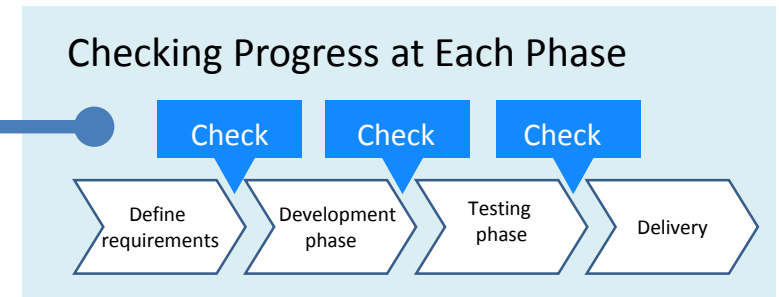 Checking Progress at Each Phase
Check
Check
Check
Define
requirements
Development
phase
Testing
phase
Delivery